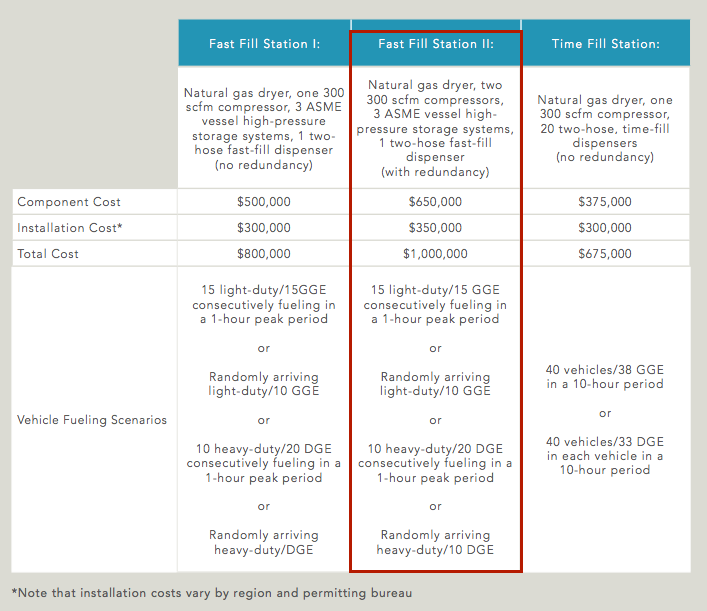 Fast Fill Station I:
Fast Fill Station II:
Time Fill Station:
Natural gas dryer, one 300
scfm compressor, 3 ASME
vessel high-pressure
storage systems, 1 two-
hose fast-fill dispenser
(no redundancy)
Natural gas dryer, two
300 scfm compressors,
3 ASME vessel high-
pressure storage systems,
1 two-hose fast-fill
dispenser
(with redundancy)
Natural gas dryer, one
300 scfm compressor,
20 two-hose, time-fill
dispensers
(no redundancy)
Component Cost
$500,000
$650,000
$375,000
Installation Cost*
$300,000
$350,000
$300,000
Total Cost
$800,000
$1,000,000
$675,000
Vehicle Fueling Scenarios
15 light-duty/15GGE
consecutively fueling in
a 1-hour peak period
or
Randomly arriving
light-duty/10 GGE
or
10 heavy-duty/20 DGE
consecutively fueling in a
1-hour peak period
or
Randomly arriving
heavy-duty/DGE
15 light-duty/15 GGE
consecutively fueling in
a 1-hour peak period
or
Randomly arriving
light-duty/10 GGE
or
10 heavy-duty/20 DGE
consecutively fueling in a
1-hour peak period
or
Randomly arriving
heavy-duty/10 DGE
40 vehicles/38 GGE
in a 10-hour period
or
40 vehicles/33 DGE
in each vehicle in a
10-hour period
*Note that installation costs vary by region and permitting bureau